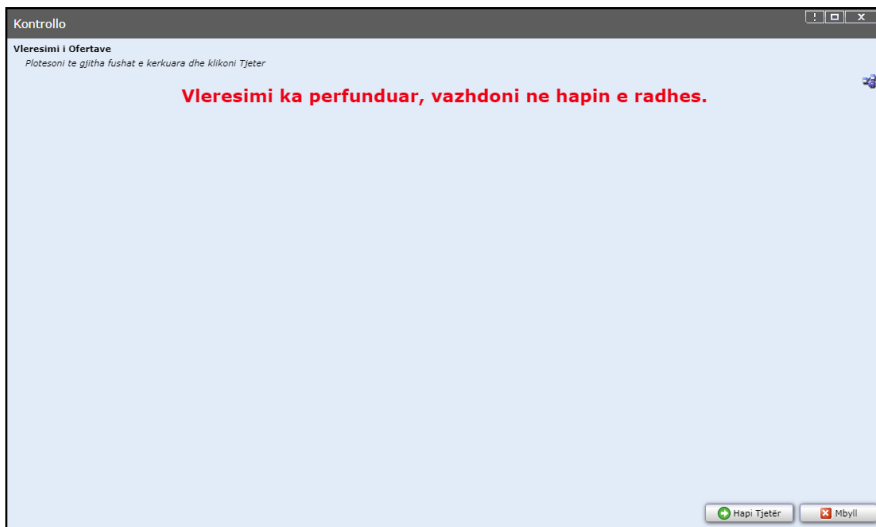 Kontrollo
Vleresimi i Ofertave
Plotesoni te gjitha fushat e kerkuara dhe klikoni Tjeter
Vleresimi ka perfunduar, vazhdoni ne hapin e radhes.
Hapi Tjetër
Mbyll